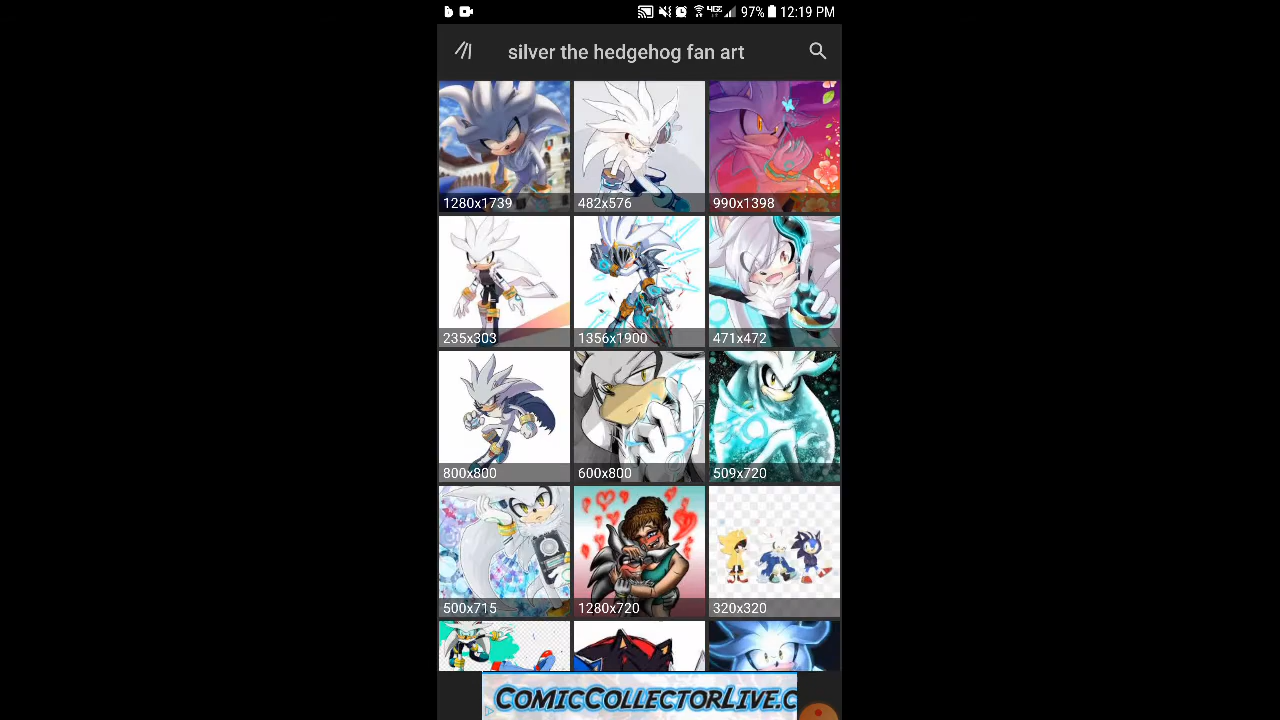 97% 12:19 PM
silver the hedgehog fan art
1280x1739
482x576
990x1398
235x303
1356x1900
471x472
800x800
600x800
509x720
500x715
1280x720
320x320
COMICCOLLECTORLIVE.C